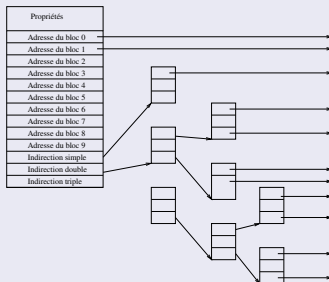 Propriétés
Adresse du bloc 0
Adresse du bloc 1
Adresse du bloc 2
Adresse du bloc 3
Adresse du bloc 4
Adresse du bloc 5
Adresse du bloc 6
Adresse du bloc 7
Adresse du bloc 8
Adresse du bloc 9
Indirection simple
Indirection double
Indirection triple